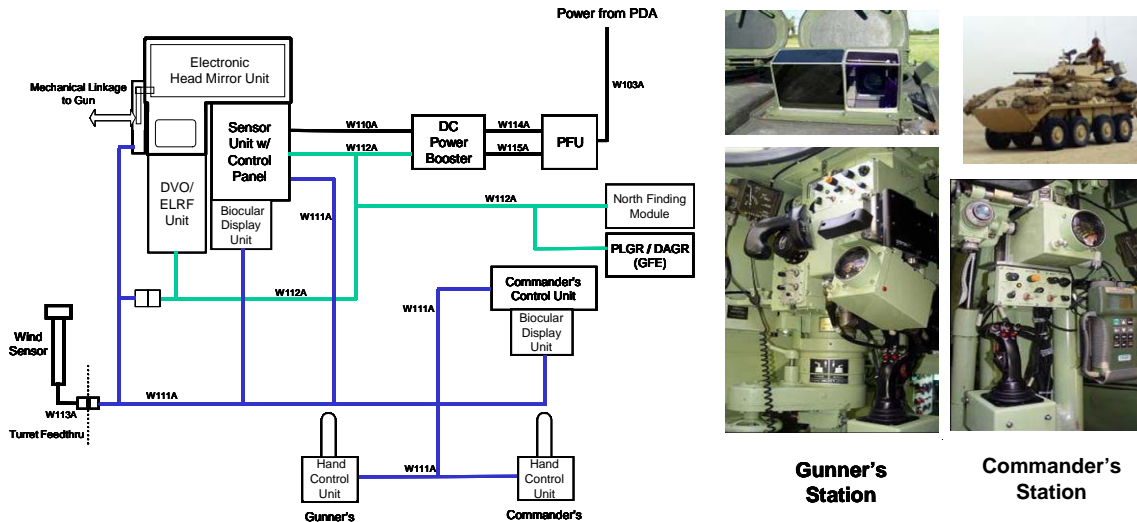 Power from PDA
Electronic
Head Mirror Unit
Mechanical Linkage
to Gun
W103A
Sensor
Unit w/
Control
Panel
W110A
W112A
DC
Power
Booster
W114A
W115A
PFU
DVO/
ELRF
Unit
Biocular
Display
Unit
W111A
W112A
North Finding
Module
PLGR / DAGR
(GFE)
W112A
Commander's
Control Unit
W111A
Biocular
Display
Unit
Wind
Sensor
W113A
W111A
Turret Feedthru
Hand
Control
Unit
Gunner's
W111A
Hand
Control
Unit
Commander's
Gunner's
Station
Commander's
Station